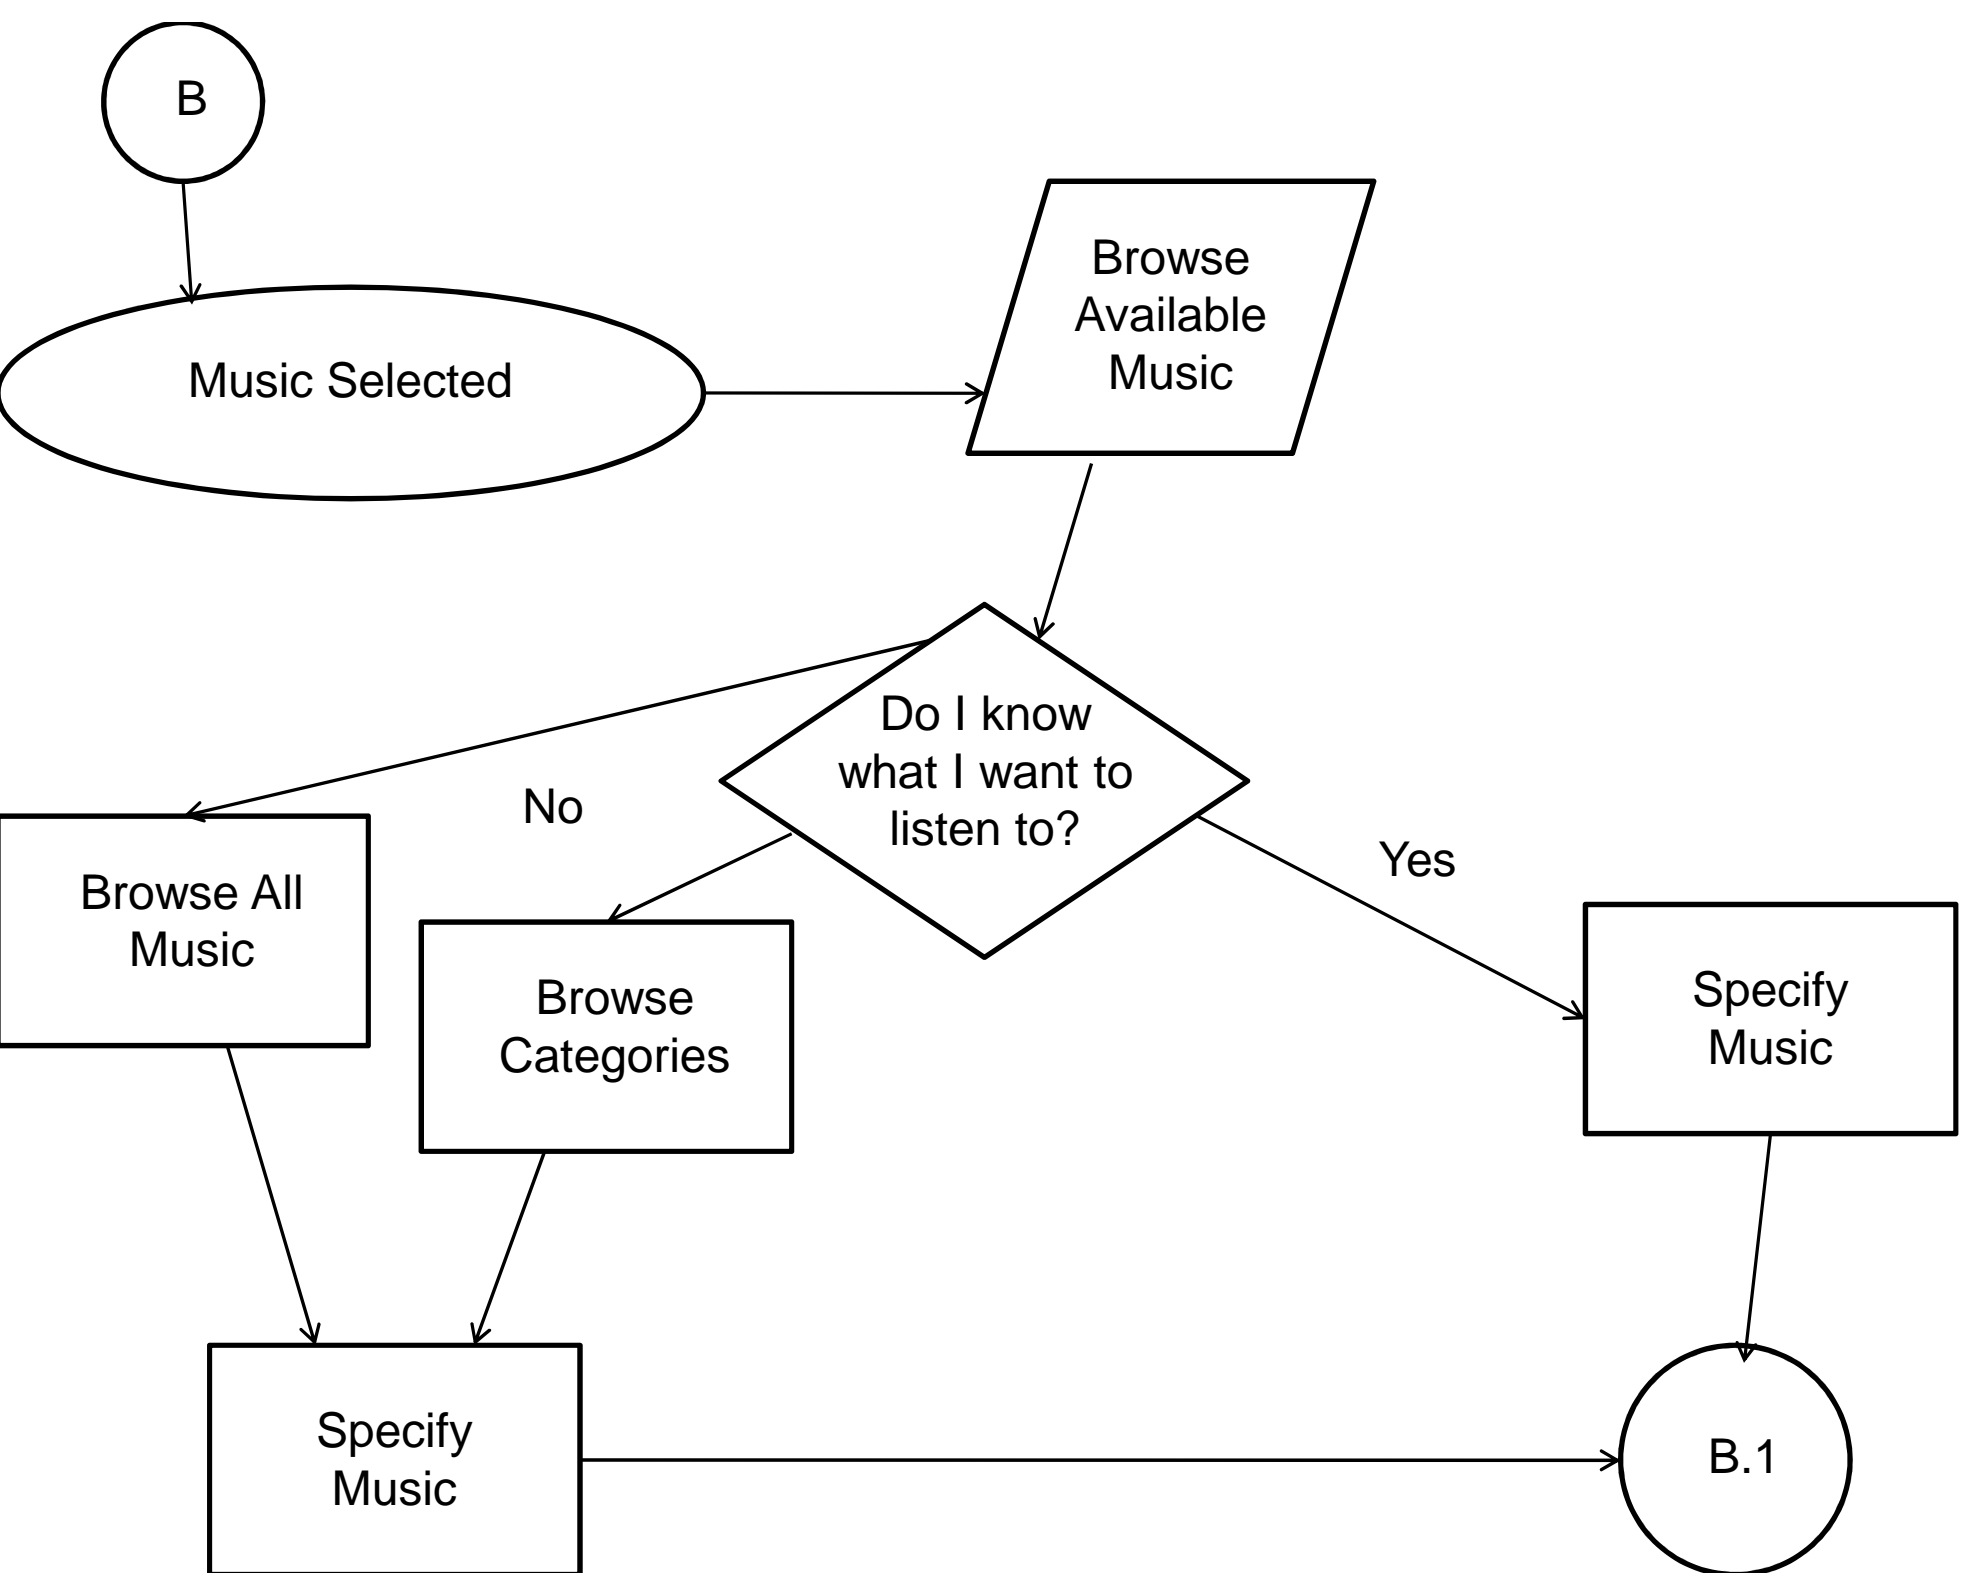 B
Browse
Available
Music
Music Selected
Do I know
what I want to
listen to?
No
Yes
Browse All
Music
Browse
Categories
Specify
Music
Specify
Music
B.1